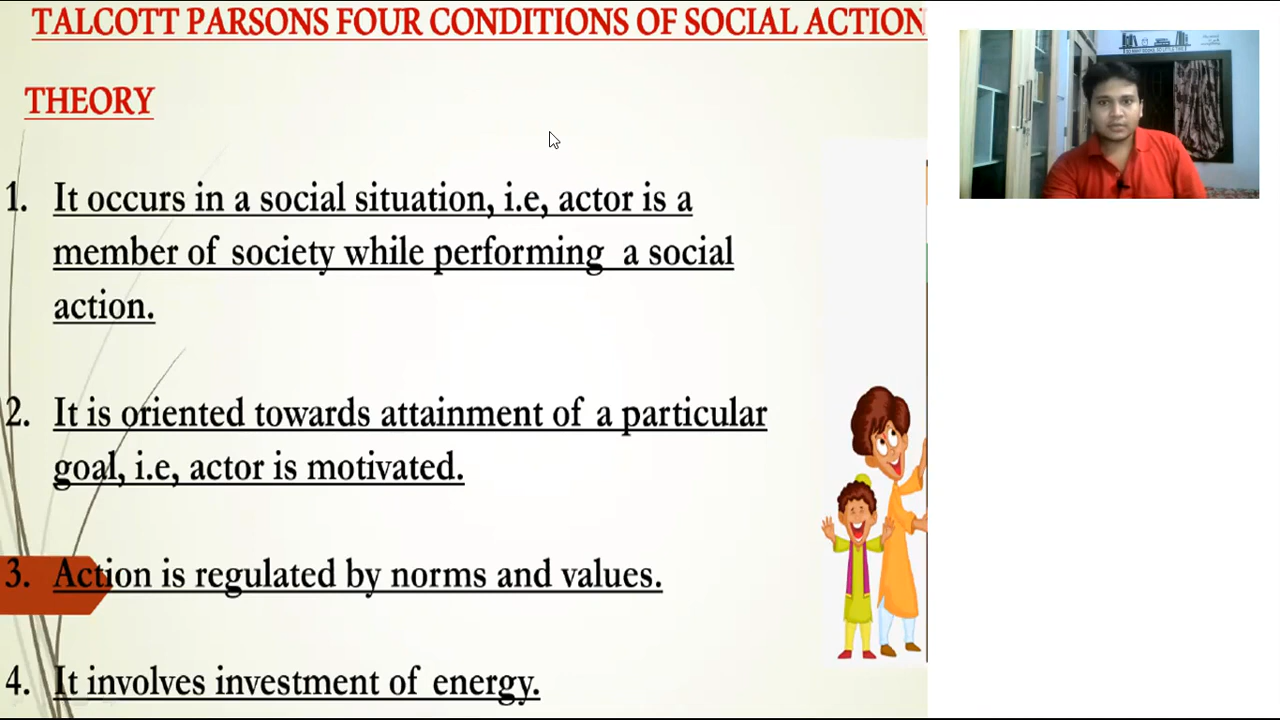 TALCOTT PARSONS FOUR CONDITIONS OF SOCIAL ACTION
THEORY
1. It occurs in a social situation, i.e, actor is a
member of society while performing a social
action.
2. It is oriented towards attainment of a particular
goal, i.e, actor is motivated.
3. Action is regulated by norms and values.
4. It involves investment of energy.